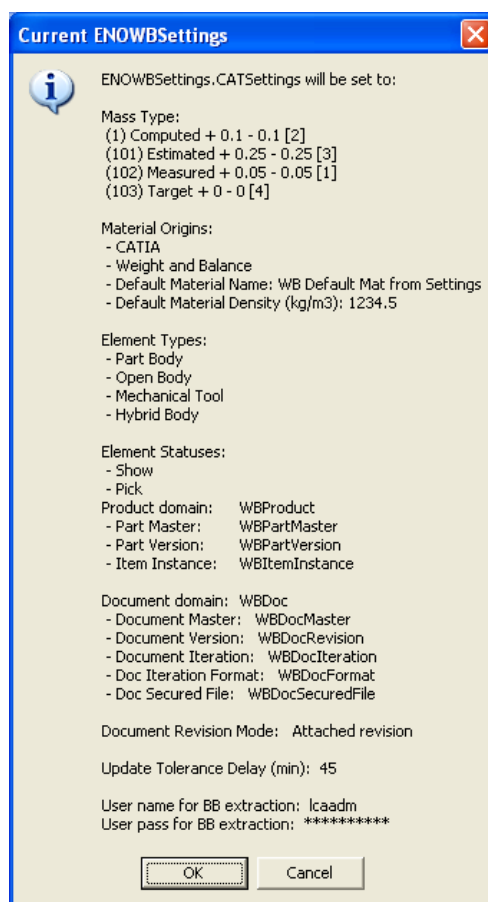 Current ENOWBSettings
ENOWBSettings.CATSettings will be set to:
Mass Type:
(1) Computed + 0.1 - 0.1 [2]
(101) Estimated + 0.25 - 0.25 [3]
(102) Measured + 0.05 - 0.05 [1]
(103) Target + 0 - 0 [4]
Material Origins:
- CATIA
- Weight and Balance
- Default Material Name: WB Default Mat from Settings
- Default Material Density (kg/m3): 1234.5
Element Types:
- Part Body
- Open Body
- Mechanical Tool
- Hybrid Body
Element Statuses:
- Show
- Pick
Product domain: WBProduct
- Part Master: WBPartMaster
- Part Version: WBPartVersion
- Item Instance: WBItemInstance
Document domain: WBDoc
- Document Master: WBDocMaster
- Document Version: WBDocRevision
- Document Iteration: WBDocIteration
- Doc Iteration Format: WBDocFormat
- Doc Secured File: WBDocSecuredFile
Document Revision Mode: Attached revision
Update Tolerance Delay (min): 45
User name for BB extraction: lcaadm
User pass for BB extraction: **********
OK Cancel